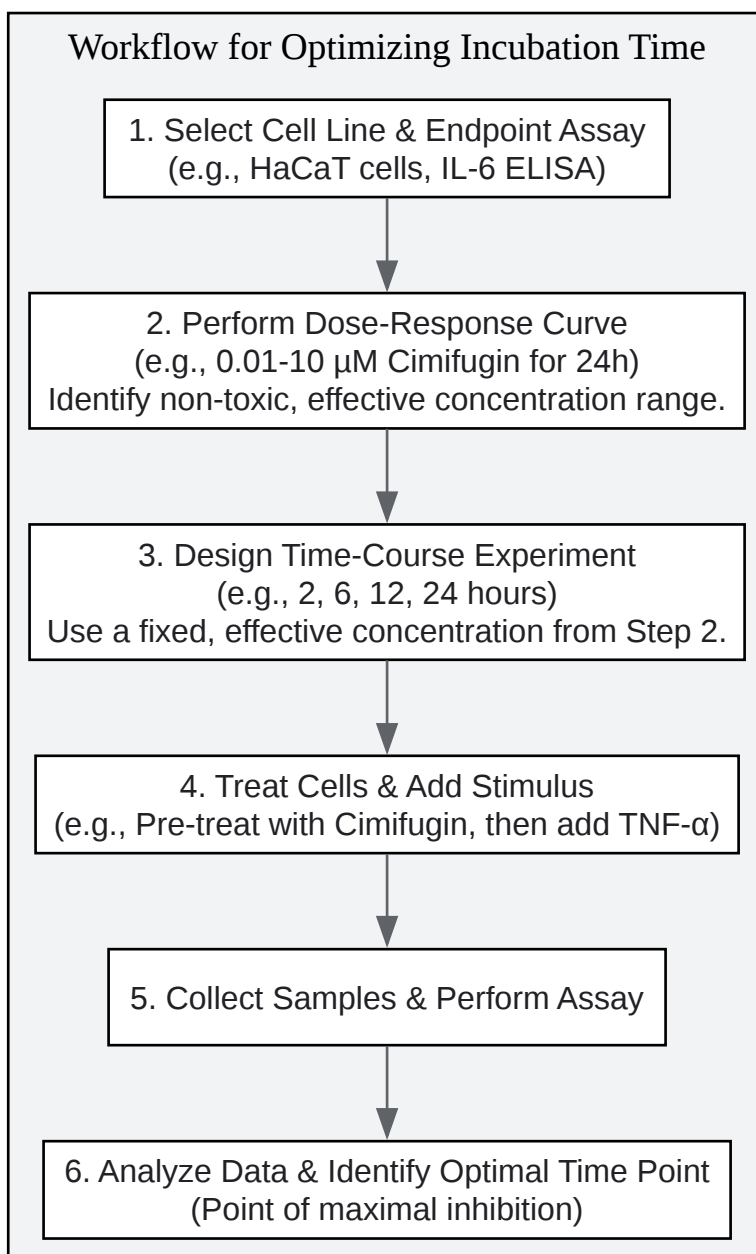 Workflow for Optimizing Incubation Time
1. Select Cell Line & Endpoint Assay
(e.g., HaCaT cells, IL-6 ELISA)
2. Perform Dose-Response Curve
(e.g., 0.01-10 µM Cimifugin for 24h)
Identify non-toxic, effective concentration range.
3. Design Time-Course Experiment
(e.g., 2, 6, 12, 24 hours)
Use a fixed, effective concentration from Step 2.
4. Treat Cells & Add Stimulus
(e.g., Pre-treat with Cimifugin, then add TNF-α)
5. Collect Samples & Perform Assay
6. Analyze Data & Identify Optimal Time Point
(Point of maximal inhibition)